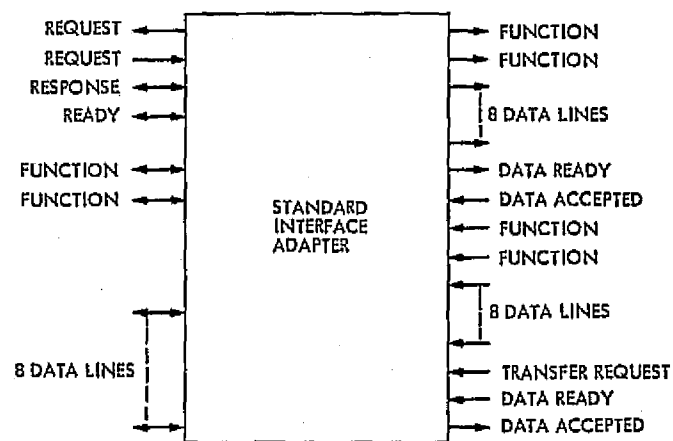 REQUEST
REQUEST
RESPONSE
READY
FUNCTION
FUNCTION
8 DATA LINES
STANDARD
INTERFACE
ADAPTER
FUNCTION
FUNCTION
8 DATA LINES
DATA READY
DATA ACCEPTED
FUNCTION
FUNCTION
8 DATA LINES
TRANSFER REQUEST
DATA READY
DATA ACCEPTED